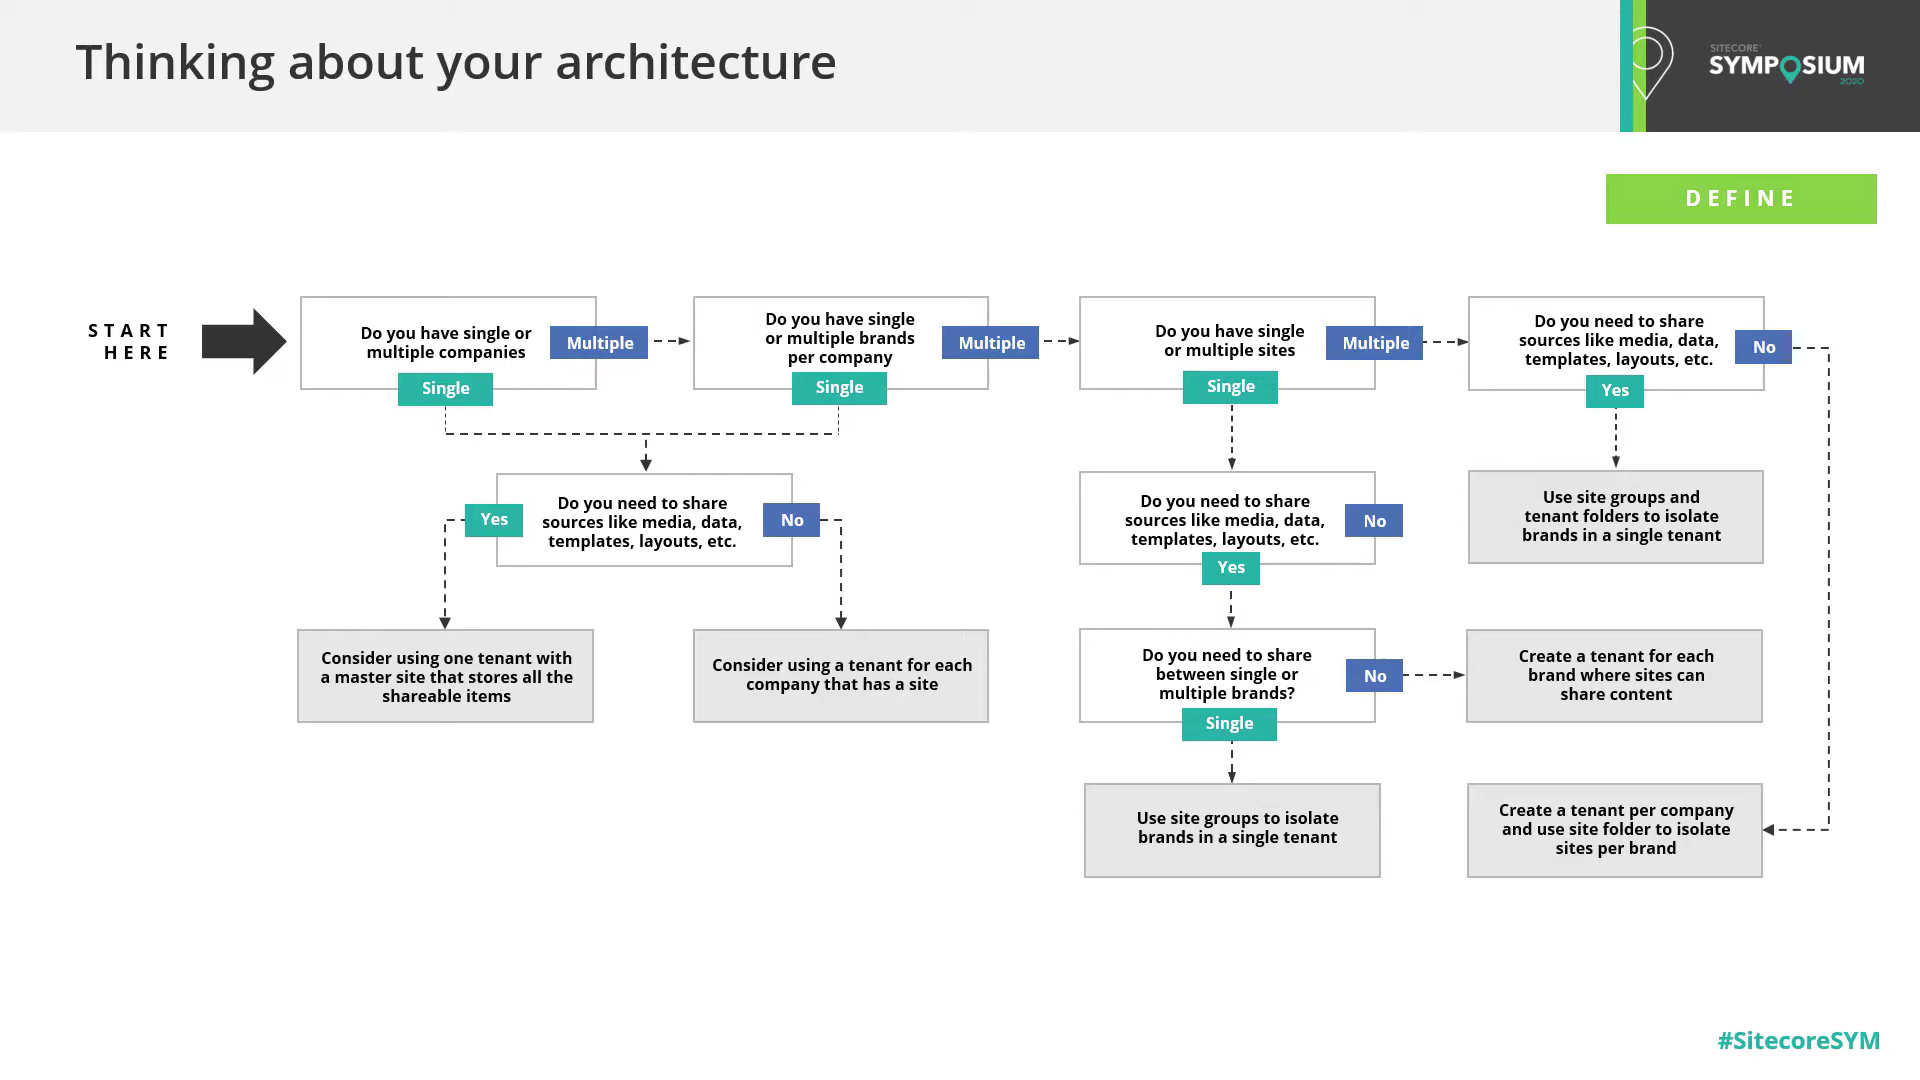 Thinking about your architecture
SITECORE
SYMPOSIUM
2020
DEFINE
START
HERE
Do you have single or
multiple companies
Multiple
Single
Do you have single
or multiple brands
per company
Multiple
Single
Do you have single
or multiple sites
Multiple
Single
Do you need to share
sources like media, data,
templates, layouts, etc.
No
Yes
Yes
Do you need to share
sources like media, data,
templates, layouts, etc.
No
Do you need to share
sources like media, data,
templates, layouts, etc.
No
Yes
Use site groups and
tenant folders to isolate
brands in a single tenant
Consider using one tenant with
a master site that stores all the
shareable items
Consider using a tenant for each
company that has a site
Do you need to share
between single or
multiple brands?
No
Single
Create a tenant for each
brand where sites can
share content
Use site groups to isolate
brands in a single tenant
Create a tenant per company
and use site folder to isolate
sites per brand
#SitecoreSYM